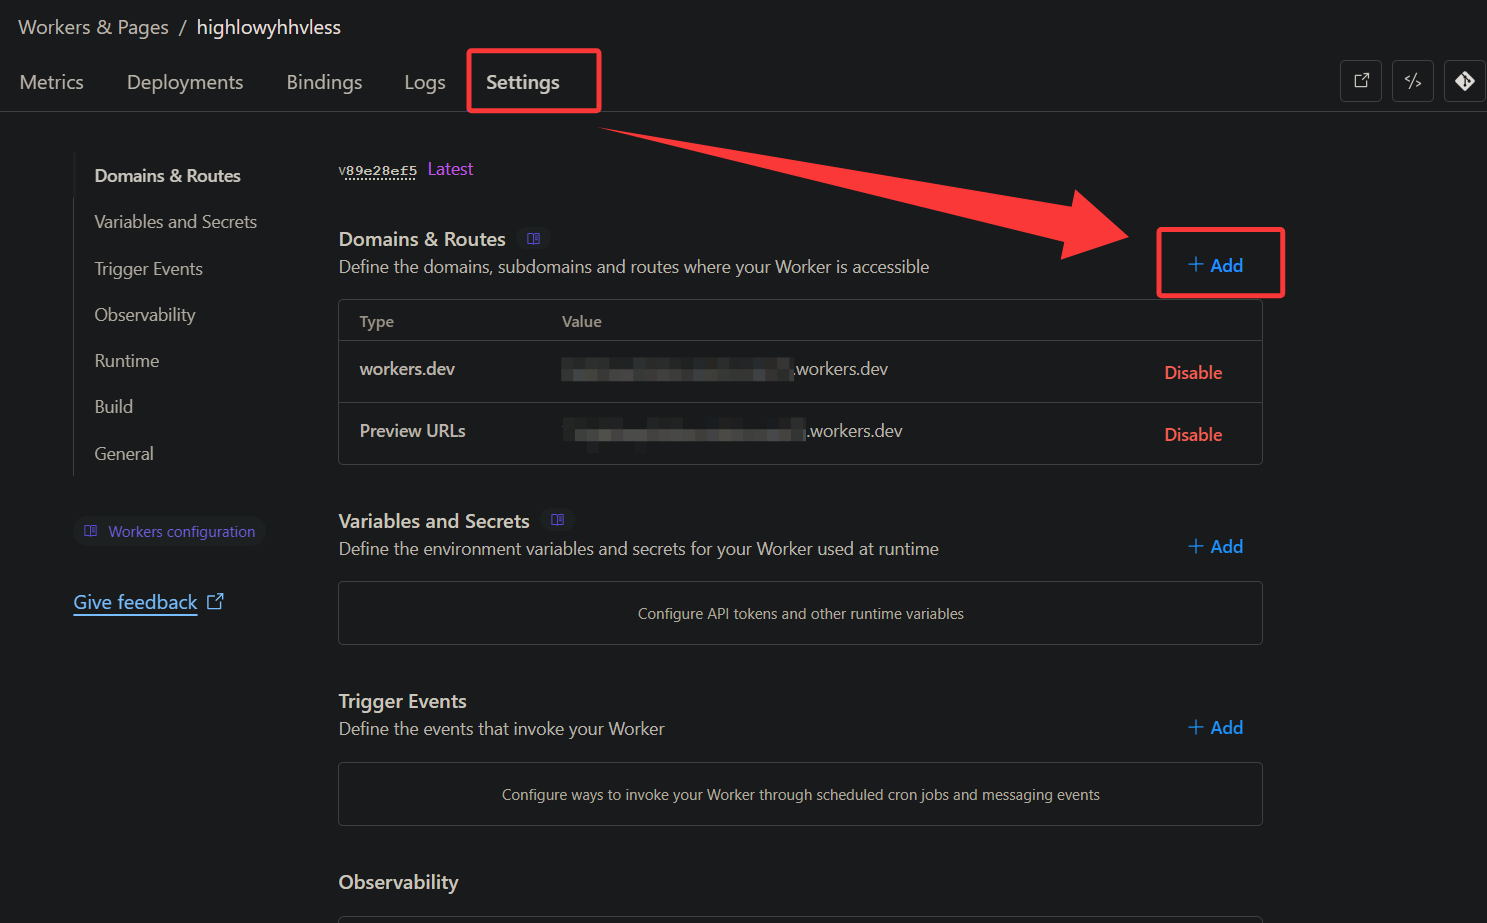 Workers & Pages / highlowyhhvless
Metrics Deployments Bindings Logs Settings
Domains & Routes
Variables and Secrets
Trigger Events
Observability
Runtime
Build
General
Workers configuration
Give feedback
v89e28ef5 Latest
Domains & Routes
Define the domains, subdomains and routes where your Worker is accessible
+ Add
Type Value
workers.dev .workers.dev Disable
Preview URLs .workers.dev Disable
Variables and Secrets
Define the environment variables and secrets for your Worker used at runtime
+ Add
Configure API tokens and other runtime variables
Trigger Events
Define the events that invoke your Worker
+ Add
Configure ways to invoke your Worker through scheduled cron jobs and messaging events
Observability